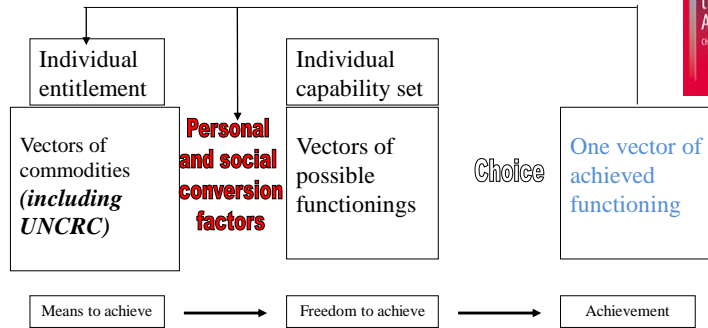 Individual
entitlement
Individual
capability set
Vectors of
commodities
(including
UNCRC)
Personal
and social
conversion
factors
Vectors of
possible
functionings
Choice
One vector of
achieved
functioning
Means to achieve
Freedom to achieve
Achievement